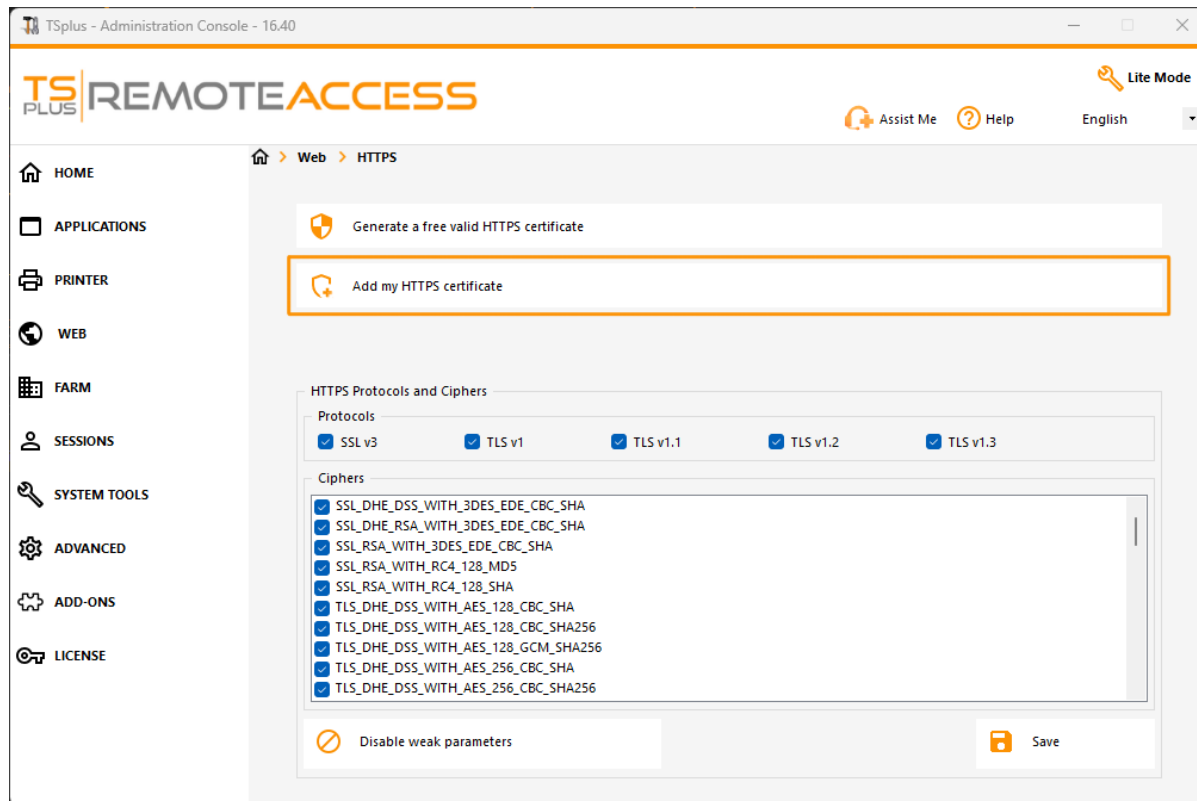 TSplus - Administration Console - 16.40
TS PLUS REMOTEACCESS
Lite Mode
Assist Me
Help
English
HOME
APPLICATIONS
PRINTER
WEB
FARM
SESSIONS
SYSTEM TOOLS
ADVANCED
ADD-ONS
LICENSE
Web > HTTPS
Generate a free valid HTTPS certificate
Add my HTTPS certificate
HTTPS Protocols and Ciphers
Protocols
SSL v3 TLS v1 TLS v1.1 TLS v1.2 TLS v1.3
Ciphers
SSL_DHE_DSS_WITH_3DES_EDE_CBC_SHA
SSL_DHE_RSA_WITH_3DES_EDE_CBC_SHA
SSL_RSA_WITH_3DES_EDE_CBC_SHA
SSL_RSA_WITH_RC4_128_MD5
SSL_RSA_WITH_RC4_128_SHA
TLS_DHE_DSS_WITH_AES_128_CBC_SHA
TLS_DHE_DSS_WITH_AES_128_CBC_SHA256
TLS_DHE_DSS_WITH_AES_128_GCM_SHA256
TLS_DHE_DSS_WITH_AES_256_CBC_SHA
TLS_DHE_DSS_WITH_AES_256_CBC_SHA256
Disable weak parameters
Save